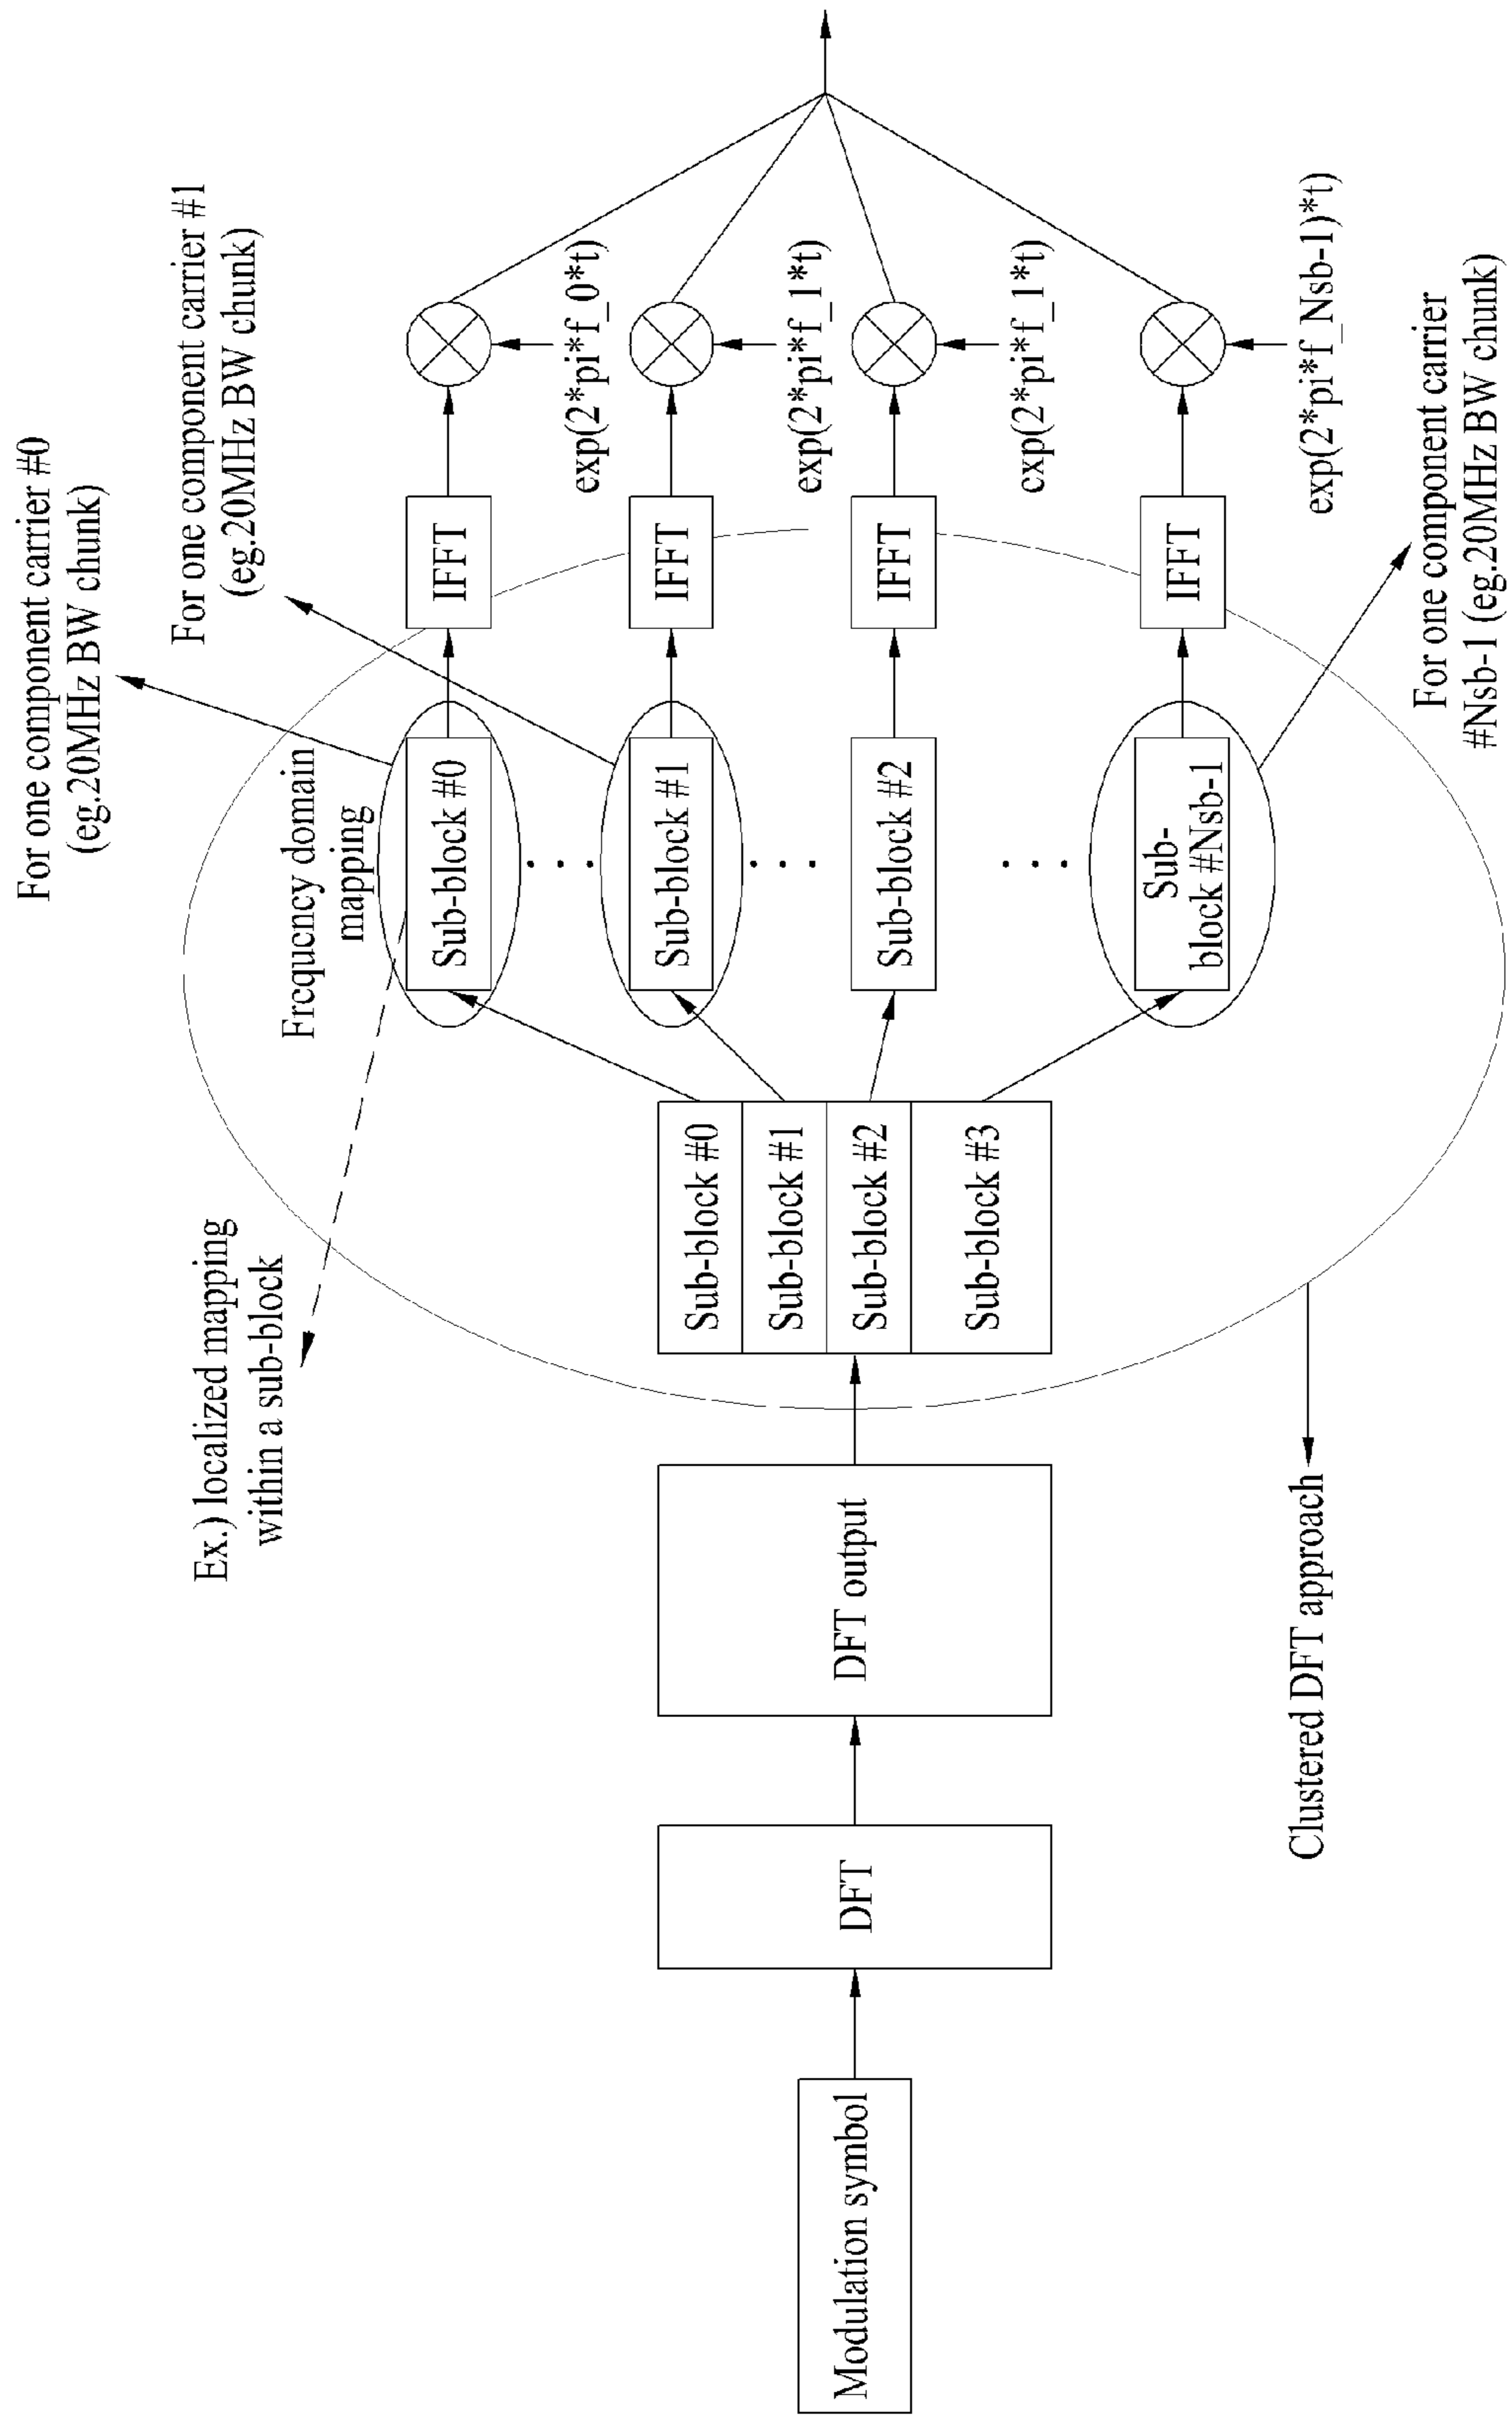 For one component carrier #0
(eg.20MHz BW chunk)
For one component carrier #1
(eg.20MHz BW chunk)
Ex.) localized mapping
within a sub-block
Frequency domain
mapping
Sub-block #0
IFFT
exp(2*pi*f_0*t)
Sub-block #1
IFFT
exp(2*pi*f_1*t)
Modulation symbol
DFT
DFT output
Sub-block #0
Sub-block #1
Sub-block #2
Sub-block #3
Sub-block #2
IFFT
exp(2*pi*f_1*t)
Sub-
block #Nsb-1
IFFT
exp(2*pi*f_Nsb-1)*t)
Clustered DFT approach
For one component carrier
#Nsb-1 (eg.20MHz BW chunk)